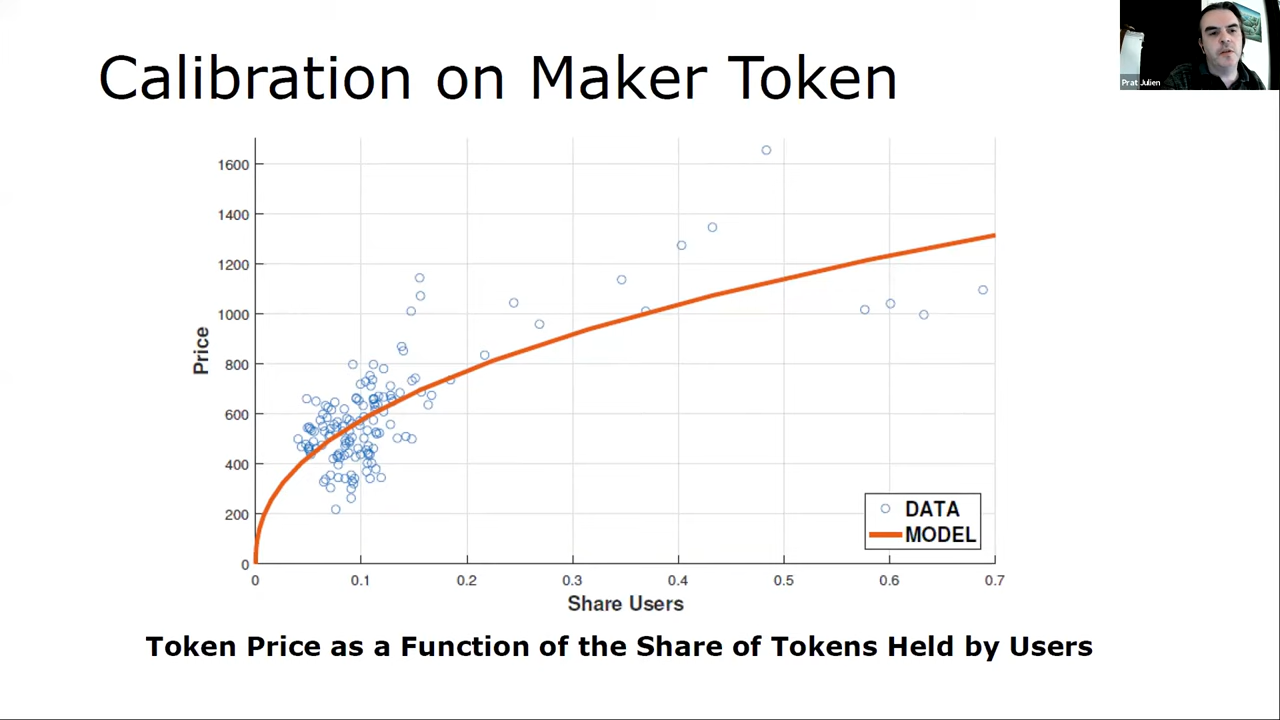 Calibration on Maker Token
Prat Julien
1600
1400
1200
1000
800
600
400
200
0
Price
0
0.1
0.2
0.3
0.4
0.5
0.6
0.7
Share Users
DATA
MODEL
Token Price as a Function of the Share of Tokens Held by Users